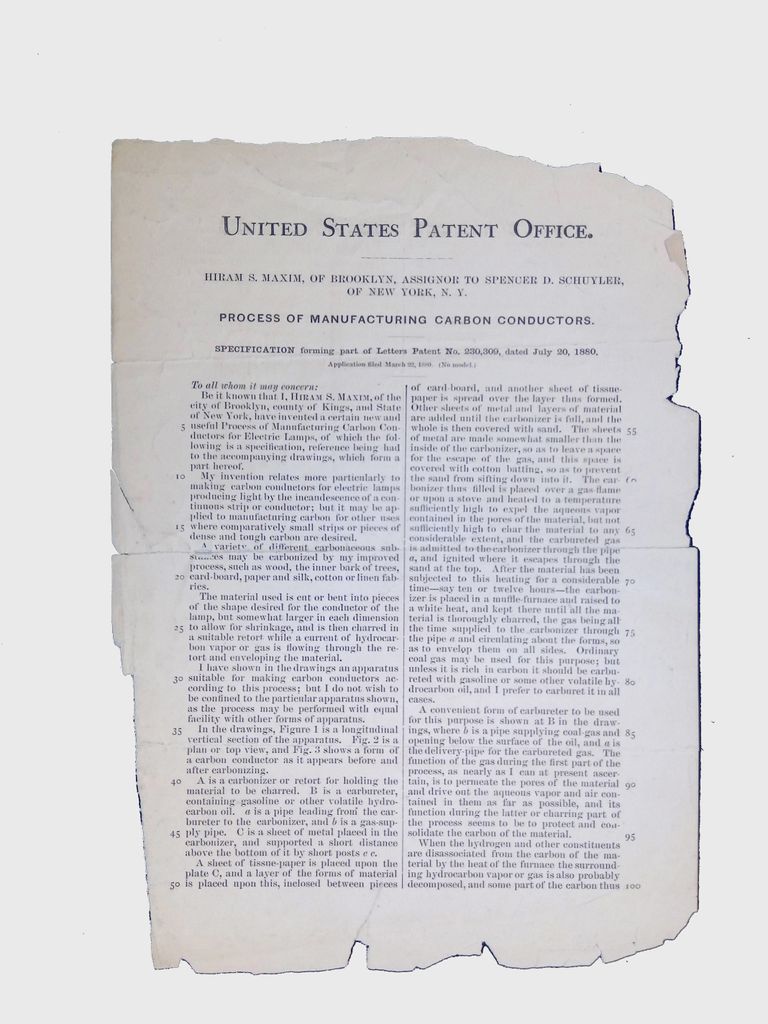 UNITED STATES PATENT OFFICE.
HIRAM S. MAXIM, OF BROOKLYN, ASSIGNOR TO SPENCER D. SCHUYLER,
OF NEW YORK, N. Y.
PROCESS OF MANUFACTURING CARBON CONDUCTORS.
SPECIFICATION forming part of Letters Patent No. 230,309, dated July 20, 1880.
Application filed March 22, 1880. (No model.)
To all whom it may concern:
Be it known that I, HIRAM S. MAXIM, of the
city of Brooklyn, county of Kings, and State
of New York, have invented a certain new and
5 useful Process of Manufacturing Carbon Con-
ductors for Electric Lamps, of which the fol-
lowing is a specification, reference being had
to the accompanying drawings, which form a
part hereof.
10 My invention relates more particularly to
making carbon conductors for electric lamps
producing light by the incandescence of a con-
tinuous strip or conductor; but it may be ap-
plied to manufacturing carbon for other uses
15 where comparatively small strips or pieces of
dense and tough carbon are desired.
A variety of different carbonaceous sub-
stances may be carbonized by my improved
process, such as wood, the inner bark of trees,
20 card-board, paper and silk, cotton or linen fab-
rics.
The material used is cut or bent into pieces
of the shape desired for the conductor of the
lamp, but somewhat larger in each dimension
25 to allow for shrinkage, and is then charred in
a suitable retort while a current of hydrocar-
bon vapor or gas is flowing through the re-
tort and enveloping the material.
I have shown in the drawings an apparatus
30 suitable for making carbon conductors ac-
cording to this process; but I do not wish to
be confined to the particular apparatus shown,
as the process may be performed with equal
facility with other forms of apparatus.
35 In the drawings, Figure 1 is a longitudinal
vertical section of the apparatus. Fig. 2 is a
plan or top view, and Fig. 3 shows a form of
a carbon conductor as it appears before and
after carbonizing.
40 A is a carbonizer or retort for holding the
material to be charred. B is a carbureter,
containing gasoline or other volatile hydro-
carbon oil. a is a pipe leading from the car-
bureter to the carbonizer, and b is a gas-sup-
45 ply pipe. C is a sheet of metal placed in the
carbonizer, and supported a short distance
above the bottom of it by short posts c c.
A sheet of tissue-paper is placed upon the
plate C, and a layer of the forms of material
50 is placed upon this, inclosed between pieces
of card-board, and another sheet of tissue-
paper is spread over the layer thus formed.
Other sheets of metal and layers of material
are added until the carbonizer is full, and the
whole is then covered with sand. The sheets 55
of metal are made somewhat smaller than the
inside of the carbonizer, so as to leave a space
for the escape of the gas, and this space is
covered with cotton batting, so as to prevent
the sand from sifting down into it. The car-
bonizer thus filled is placed over a gas-flame
or upon a stove and heated to a temperature
sufficiently high to expel the aqueous vapor
contained in the pores of the material, but not
sufficiently high to char the material to any 65
considerable extent, and the carbureted gas
is admitted to the carbonizer through the pipe
a, and ignited where it escapes through the
sand at the top. After the material has been
subjected to this heating for a considerable 70
time—say ten or twelve hours—the carbon-
izer is placed in a muffle-furnace and raised to
a white heat, and kept there until all the ma-
terial is thoroughly charred, the gas being all
the time supplied to the carbonizer through 75
the pipe a and circulating about the forms, so
as to envelop them on all sides. Ordinary
coal gas may be used for this purpose; but
unless it is rich in carbon it should be carbu-
reted with gasoline or some other volatile hy- 80
drocarbon oil, and I prefer to carburet it in all
cases.
A convenient form of carbureter to be used
for this purpose is shown at B in the draw-
ings, where b is a pipe supplying coal-gas and 85
opening below the surface of the oil, and a is
the delivery-pipe for the carbureted gas. The
function of the gas during the first part of the
process, as nearly as I can at present ascer-
tain, is to permeate the pores of the material 90
and drive out the aqueous vapor and air con-
tained in them as far as possible, and its
function during the latter or charring part of
the process seems to be to protect and con-
solidate the carbon of the material. 95
When the hydrogen and other constituents
are disassociated from the carbon of the ma-
terial by the heat of the furnace the surround-
ing hydrocarbon vapor or gas is also probably
decomposed, and some part of the carbon thus 100